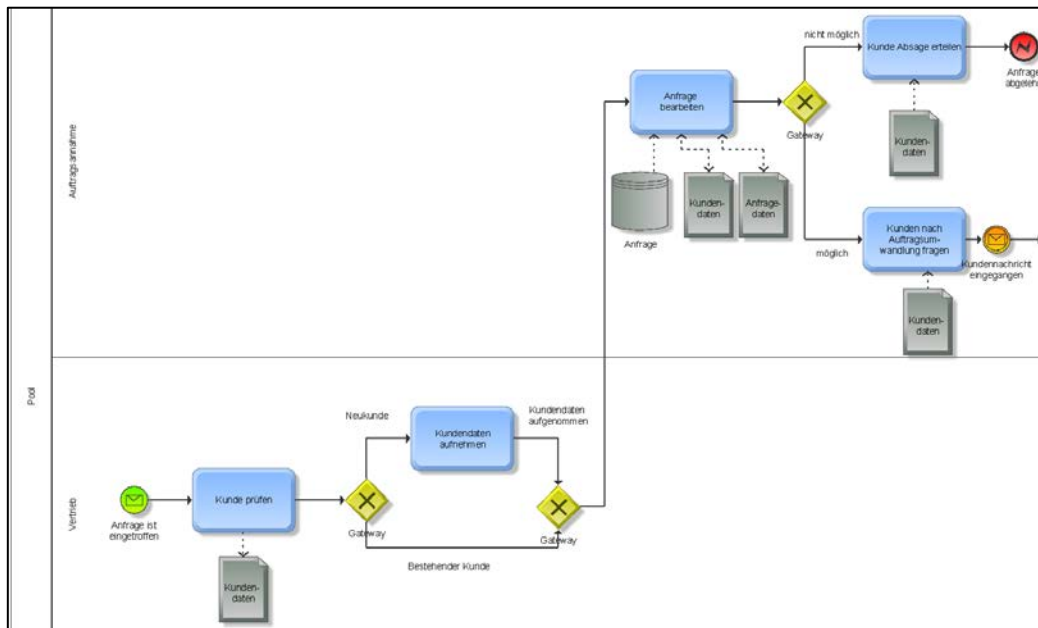 Pool
Auftragsannahme
Anfrage
bearbeiten
Anfrage
Kunden-
daten
Anfrage-
daten
Gateway
nicht möglich
Kunde Absage erteilen
Kunden-
daten
Anfrage
abgeleh
möglich
Kunden nach
Auftragsum-
wandlung fragen
Kundennachricht
eingegangen
Kunden-
daten
Vertrieb
Anfrage ist
eingetroffen
Kunde prüfen
Kunden-
daten
Gateway
Neukunde
Kundendaten
aufnehmen
Kundendaten
aufgenommen
Bestehender Kunde
Gateway